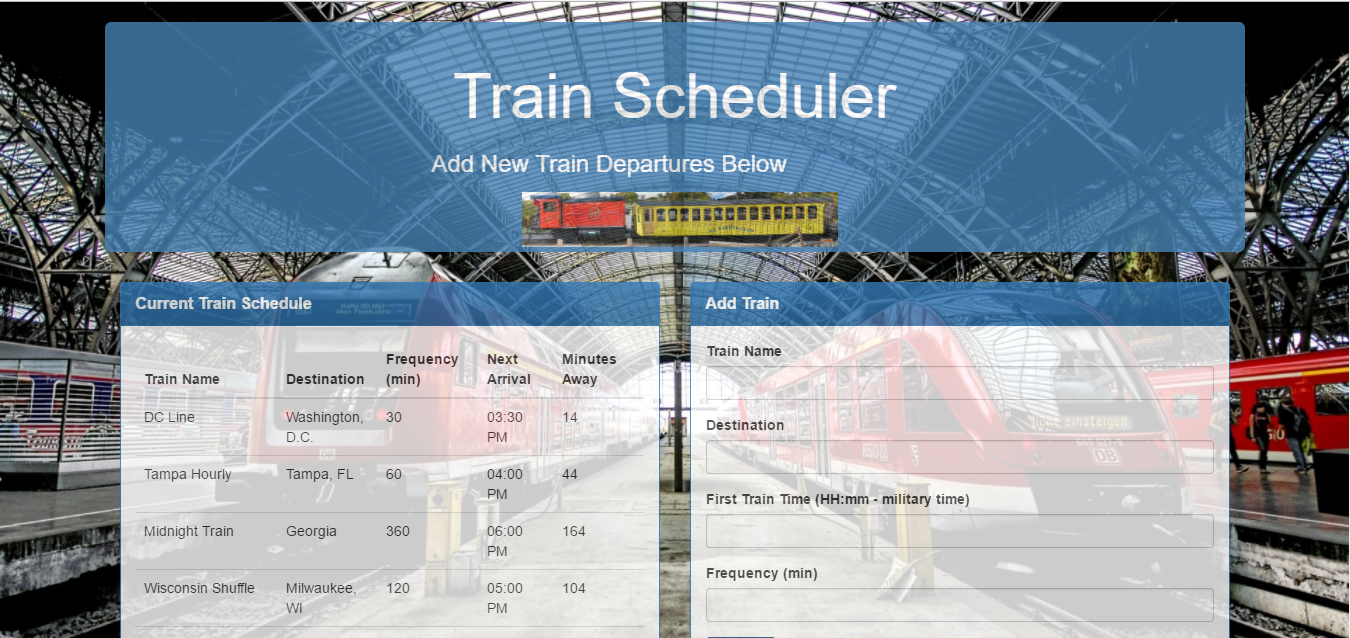 Train Scheduler
Add New Train Departures Below
Current Train Schedule
Train Name Destination Frequency (min) Next Arrival Minutes Away
DC Line Washington, D.C. 30 03:30 PM 14
Tampa Hourly Tampa, FL 60 04:00 PM 44
Midnight Train Georgia 360 06:00 PM 164
Wisconsin Shuffle Milwaukee, WI 120 05:00 PM 104
Add Train
Train Name
Destination
First Train Time (HH:mm - military time)
Frequency (min)
einsteigen
DB